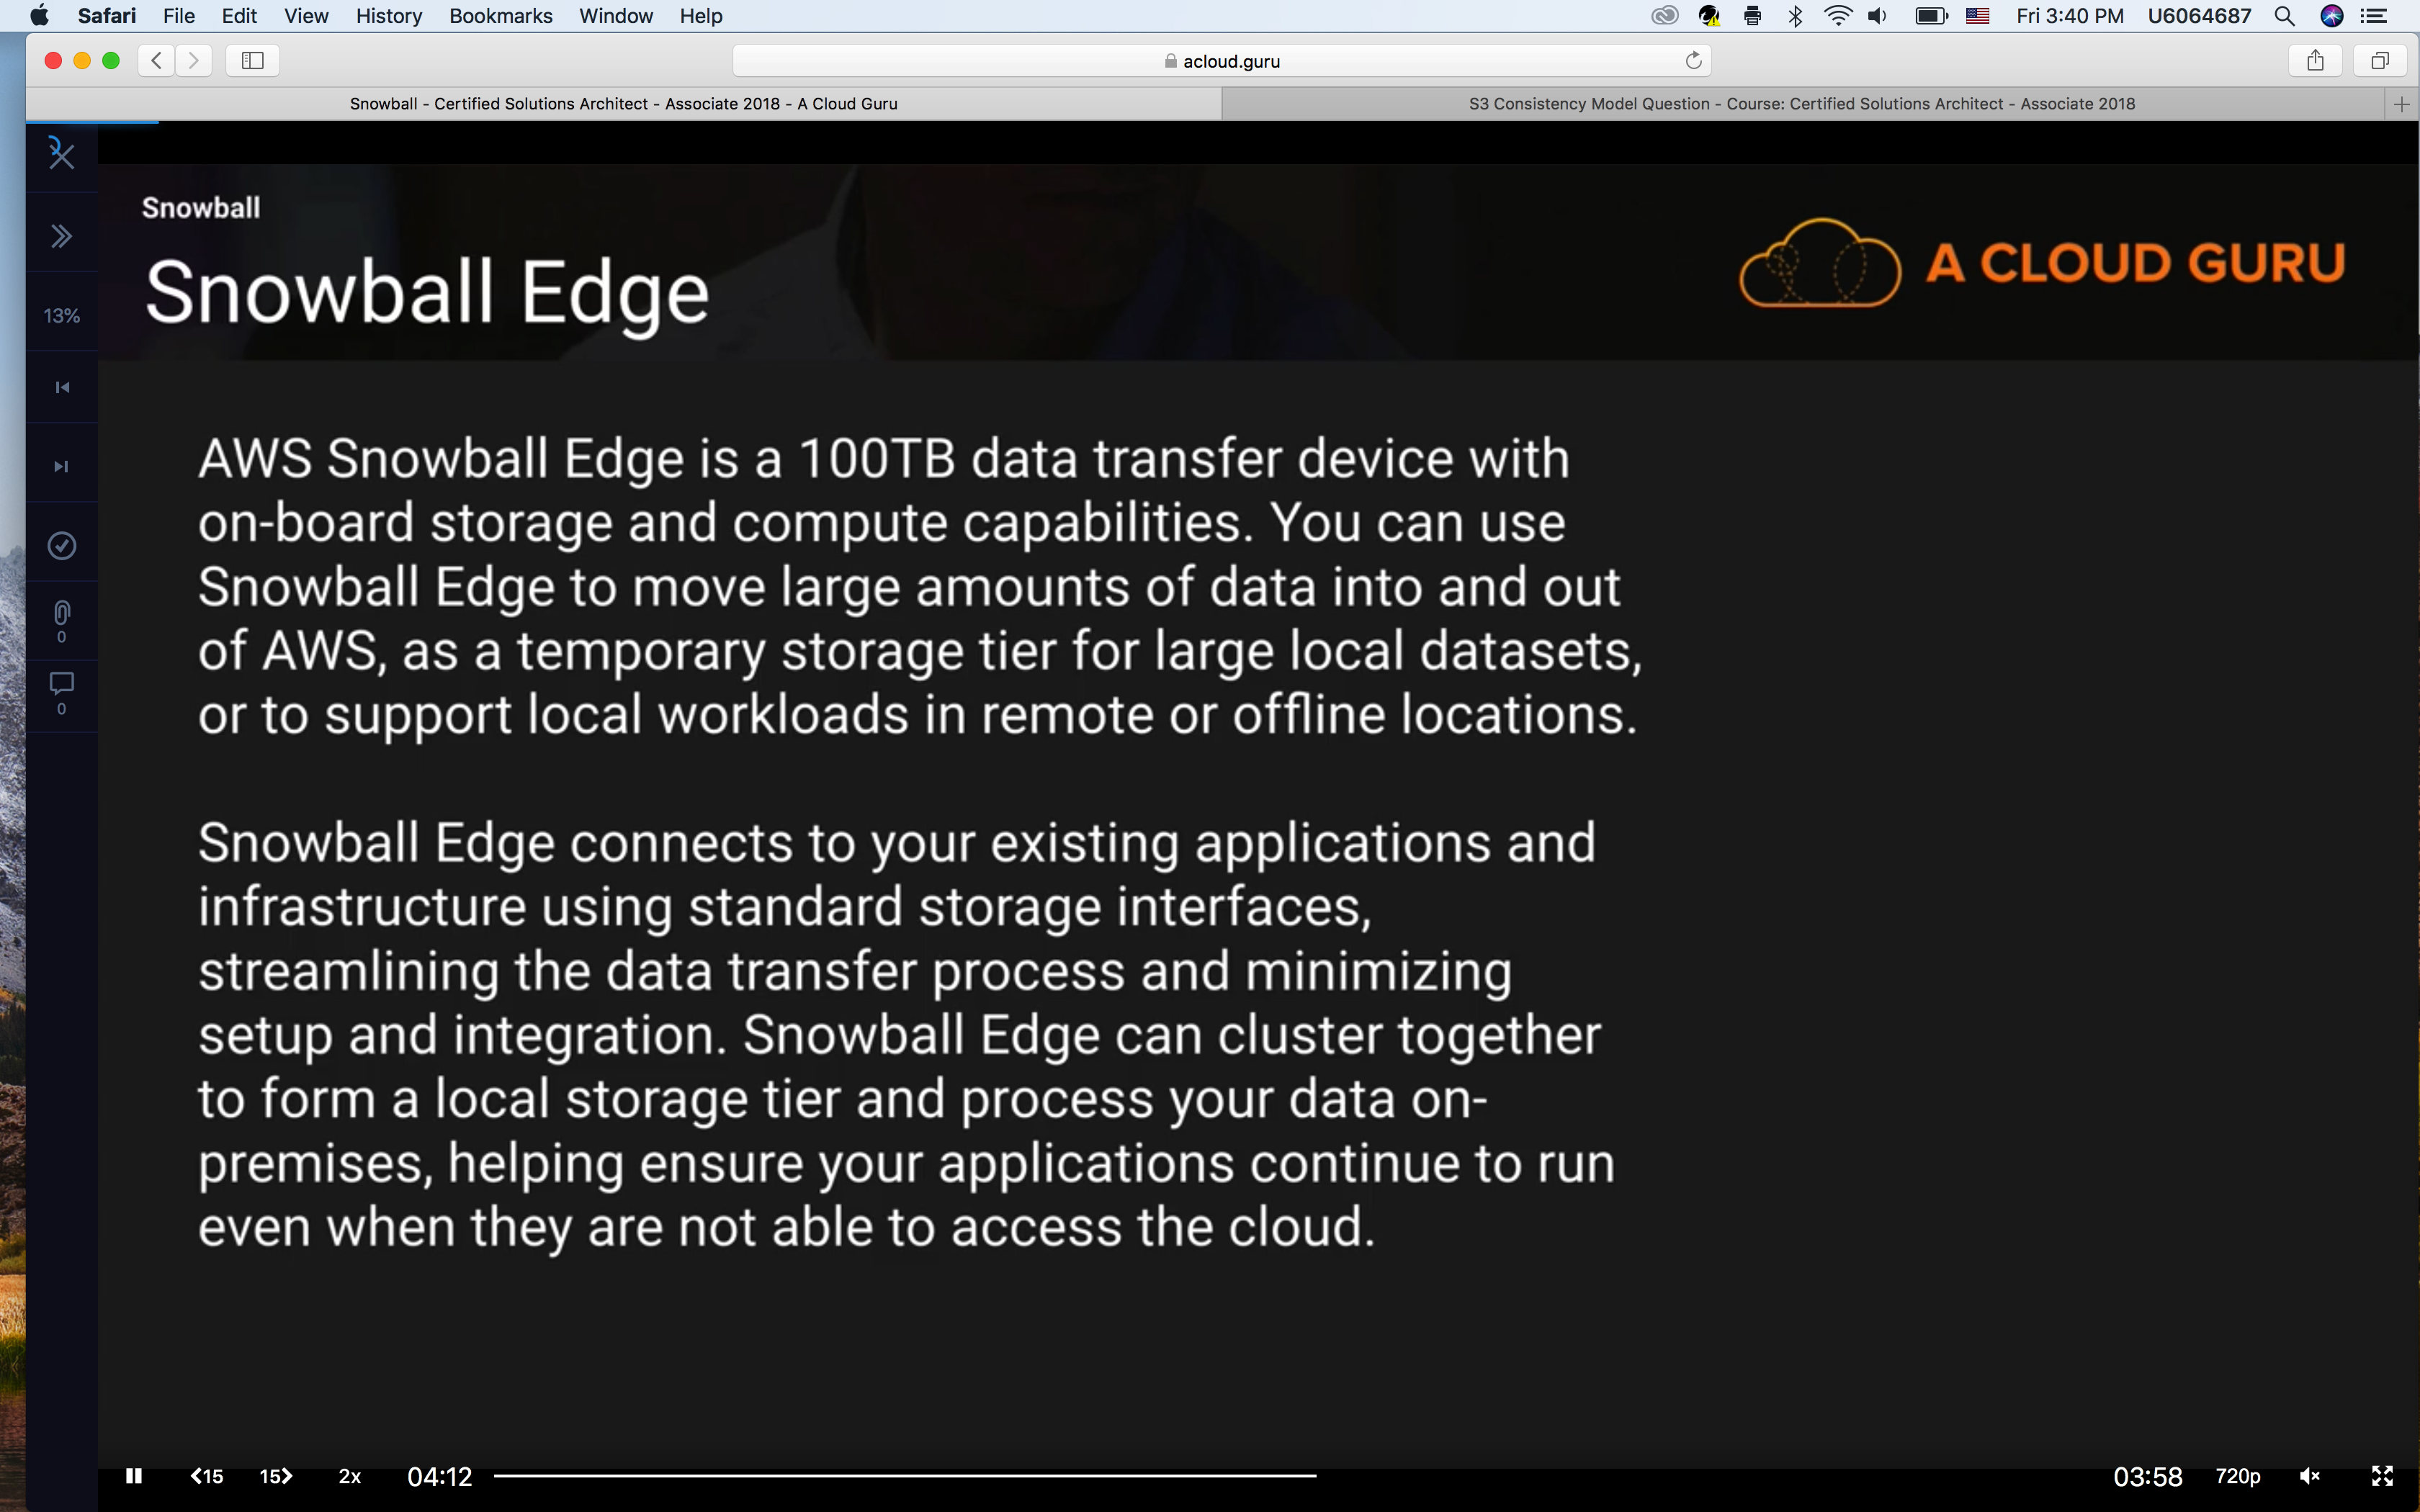 Safari File Edit View History Bookmarks Window Help Fri 3:40 PM U6064687
acloud.guru
Snowball - Certified Solutions Architect - Associate 2018 - A Cloud Guru
S3 Consistency Model Question - Course: Certified Solutions Architect - Associate 2018
Snowball
Snowball Edge
A CLOUD GURU
13%
0
0
AWS Snowball Edge is a 100TB data transfer device with
on-board storage and compute capabilities. You can use
Snowball Edge to move large amounts of data into and out
of AWS, as a temporary storage tier for large local datasets,
or to support local workloads in remote or offline locations.
Snowball Edge connects to your existing applications and
infrastructure using standard storage interfaces,
streamlining the data transfer process and minimizing
setup and integration. Snowball Edge can cluster together
to form a local storage tier and process your data on-
premises, helping ensure your applications continue to run
even when they are not able to access the cloud.
15 15 2x 04:12 03:58 720p